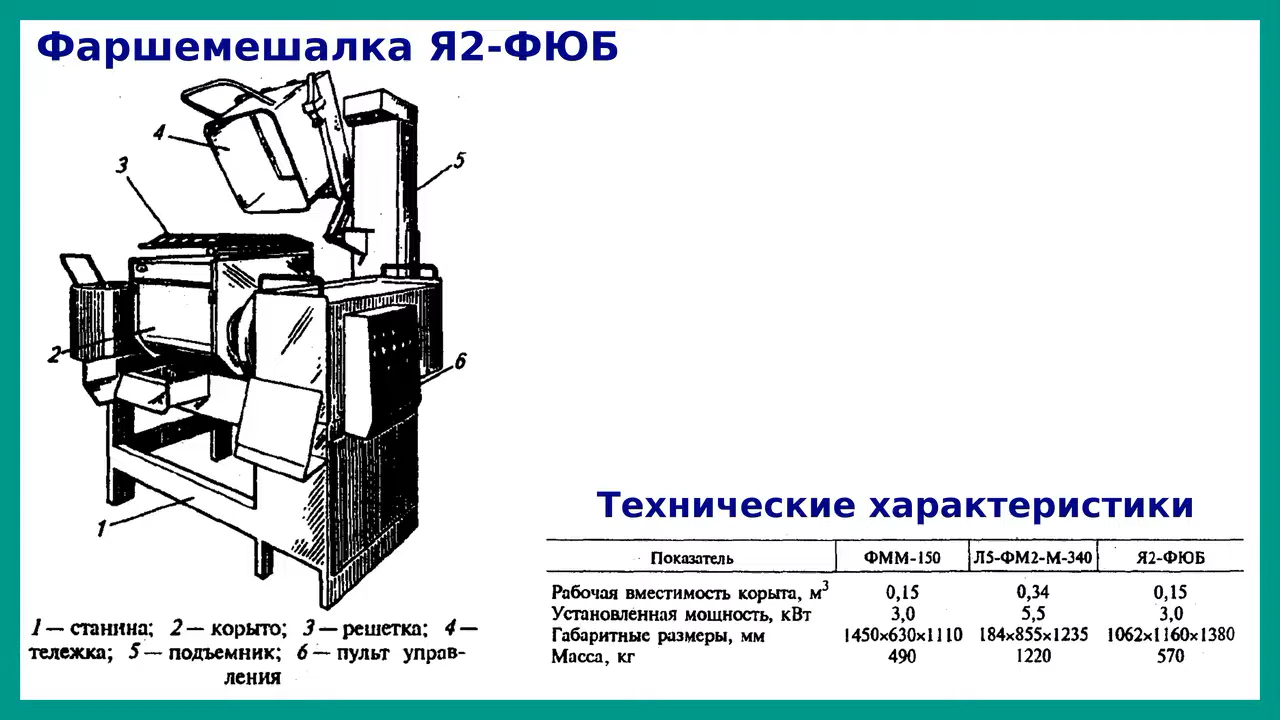 Фаршемешалка Я2-ФЮБ
4
3
5
2
6
1
1 — станина; 2 — корыто; 3 — решетка; 4 —
тележка; 5 — подъемник; 6 — пульт управ-
ления
Технические характеристики
Показатель ФММ-150 Л5-ФМ2-М-340 Я2-ФЮБ
Рабочая вместимость корыта, м³ 0,15 0,34 0,15
Установленная мощность, кВт 3,0 5,5 3,0
Габаритные размеры, мм 1450×630×1110 184×855×1235 1062×1160×1380
Масса, кг 490 1220 570